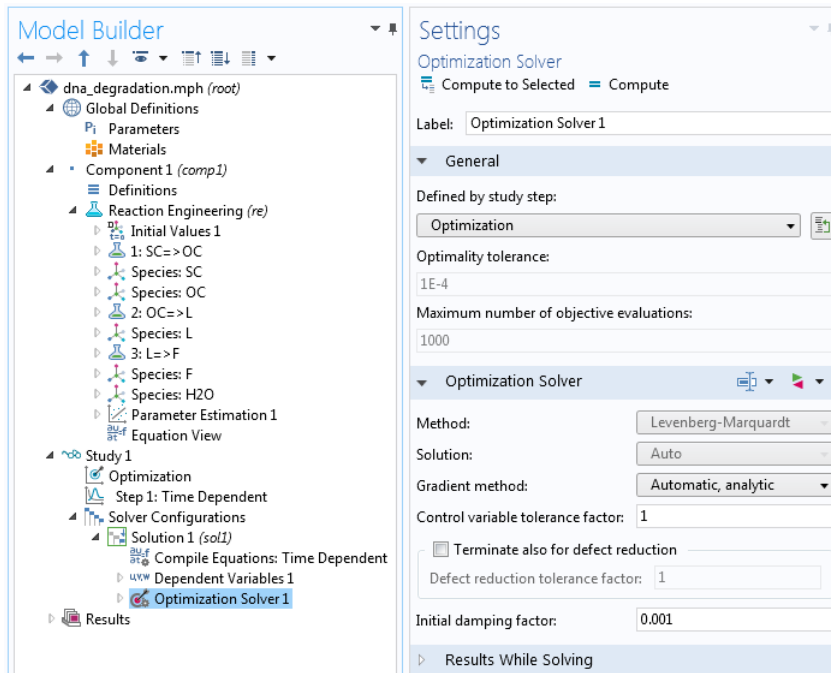 Model Builder
dna_degradation.mph (root)
Global Definitions
Pi Parameters
Materials
Component 1 (comp1)
Definitions
Reaction Engineering (re)
Initial Values 1
1: SC=>OC
Species: SC
Species: OC
2: OC=>L
Species: L
3: L=>F
Species: F
Species: H2O
Parameter Estimation 1
Equation View
Study 1
Optimization
Step 1: Time Dependent
Solver Configurations
Solution 1 (sol1)
Compile Equations: Time Dependent
u,v,w Dependent Variables 1
Optimization Solver 1
Results
Settings
Optimization Solver
Compute to Selected = Compute
Label: Optimization Solver 1
General
Defined by study step:
Optimization
Optimality tolerance:
1E-4
Maximum number of objective evaluations:
1000
Optimization Solver
Method: Levenberg-Marquardt
Solution: Auto
Gradient method: Automatic, analytic
Control variable tolerance factor: 1
Terminate also for defect reduction
Defect reduction tolerance factor: 1
Initial damping factor: 0.001
Results While Solving